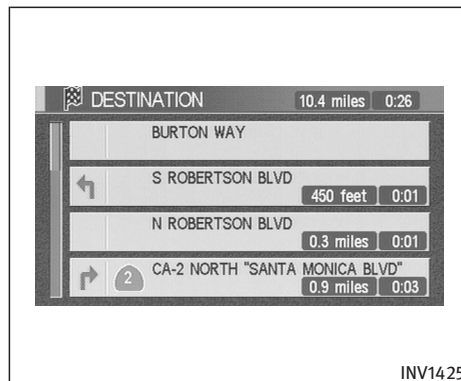 DESTINATION 10.4 miles 0:26
BURTON WAY
S ROBERTSON BLVD
450 feet 0:01
N ROBERTSON BLVD
0.3 miles 0:01
2 CA-2 NORTH "SANTA MONICA BLVD"
0.9 miles 0:03
INV1425